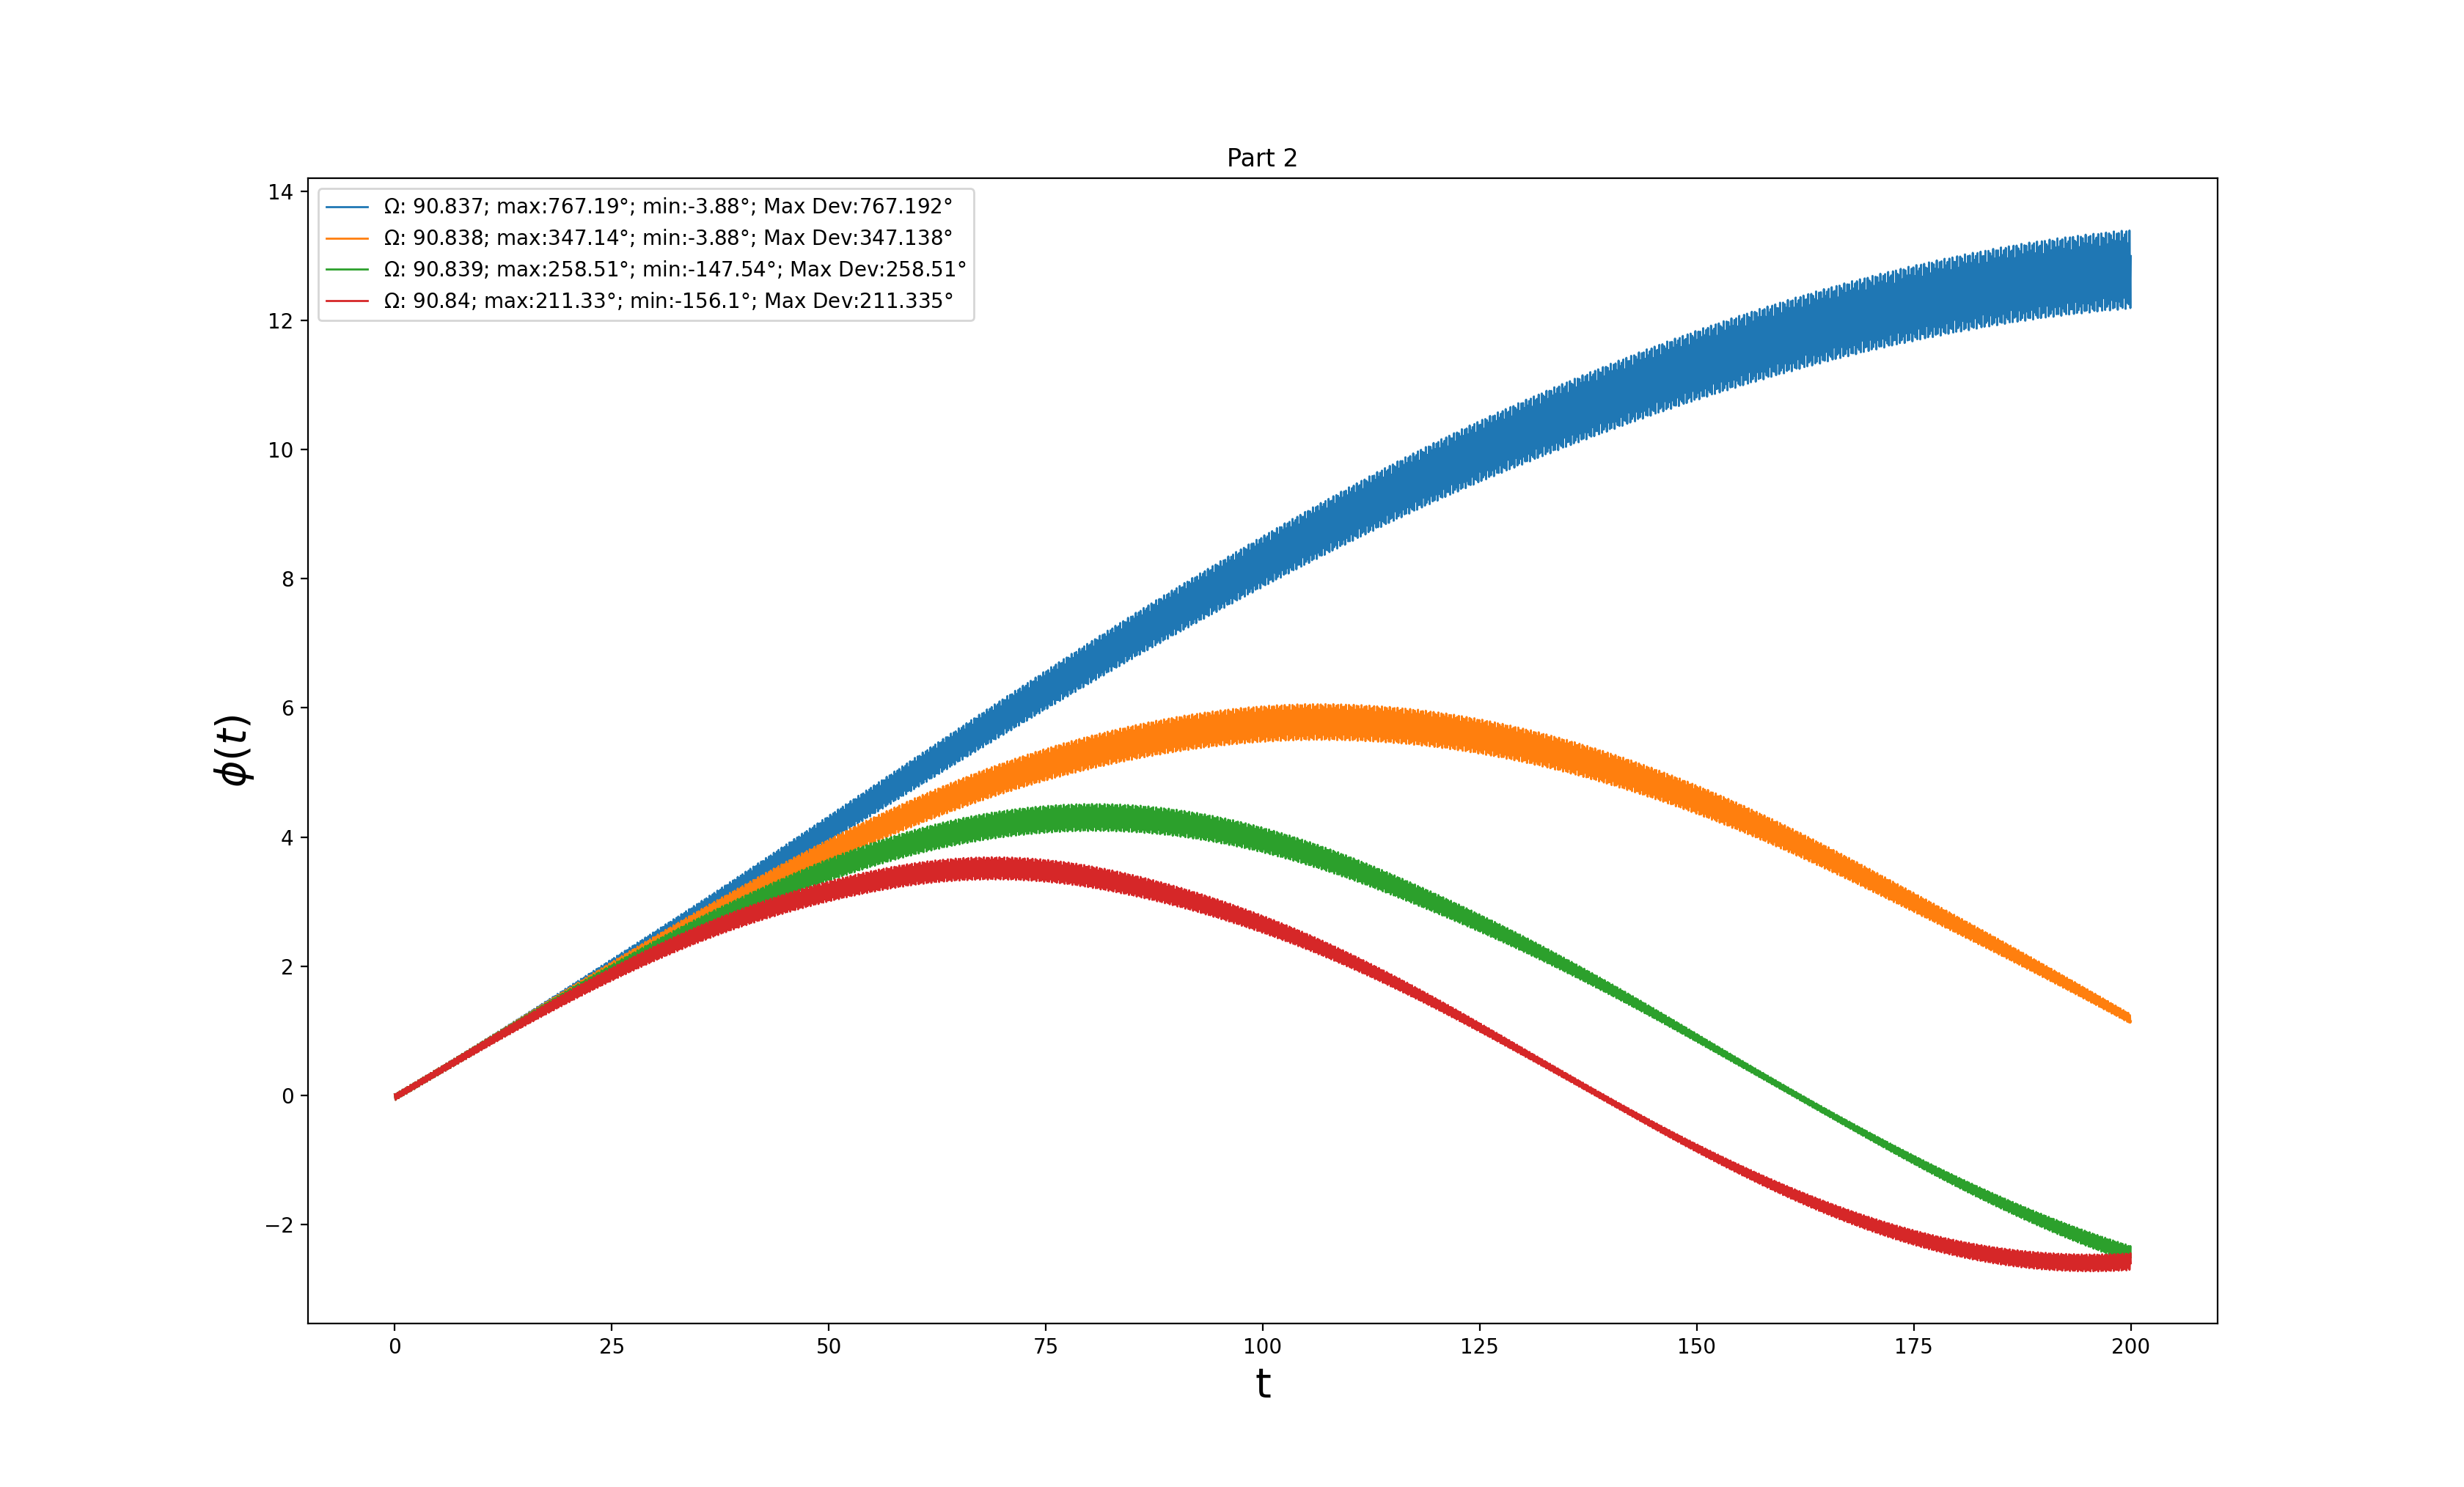 Part 2
Ω: 90.837; max:767.19°; min:-3.88°; Max Dev:767.192°
Ω: 90.838; max:347.14°; min:-3.88°; Max Dev:347.138°
Ω: 90.839; max:258.51°; min:-147.54°; Max Dev:258.51°
Ω: 90.84; max:211.33°; min:-156.1°; Max Dev:211.335°
14
12
10
8
6
4
2
0
−2
ϕ(t)
0 25 50 75 100 125 150 175 200
t